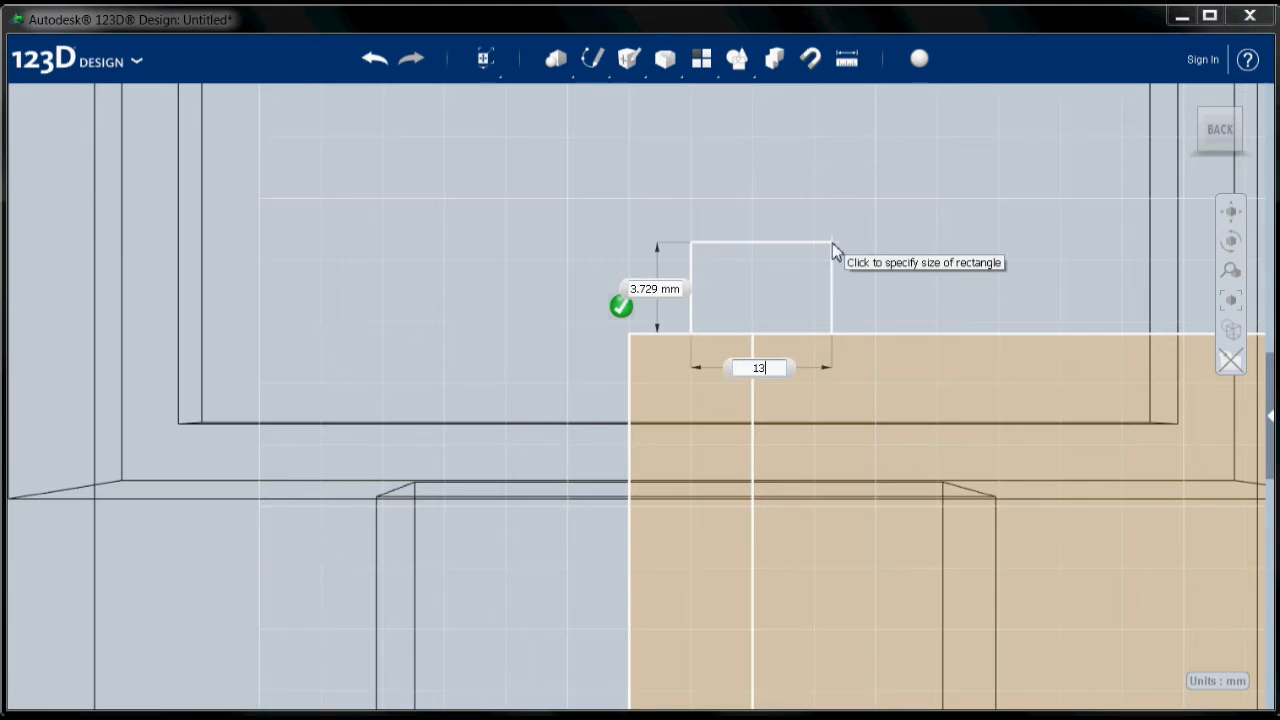 Autodesk® 123D® Design: Untitled*
123D DESIGN
Sign In
?
BACK
Click to specify size of rectangle
3.729 mm
13
Units : mm